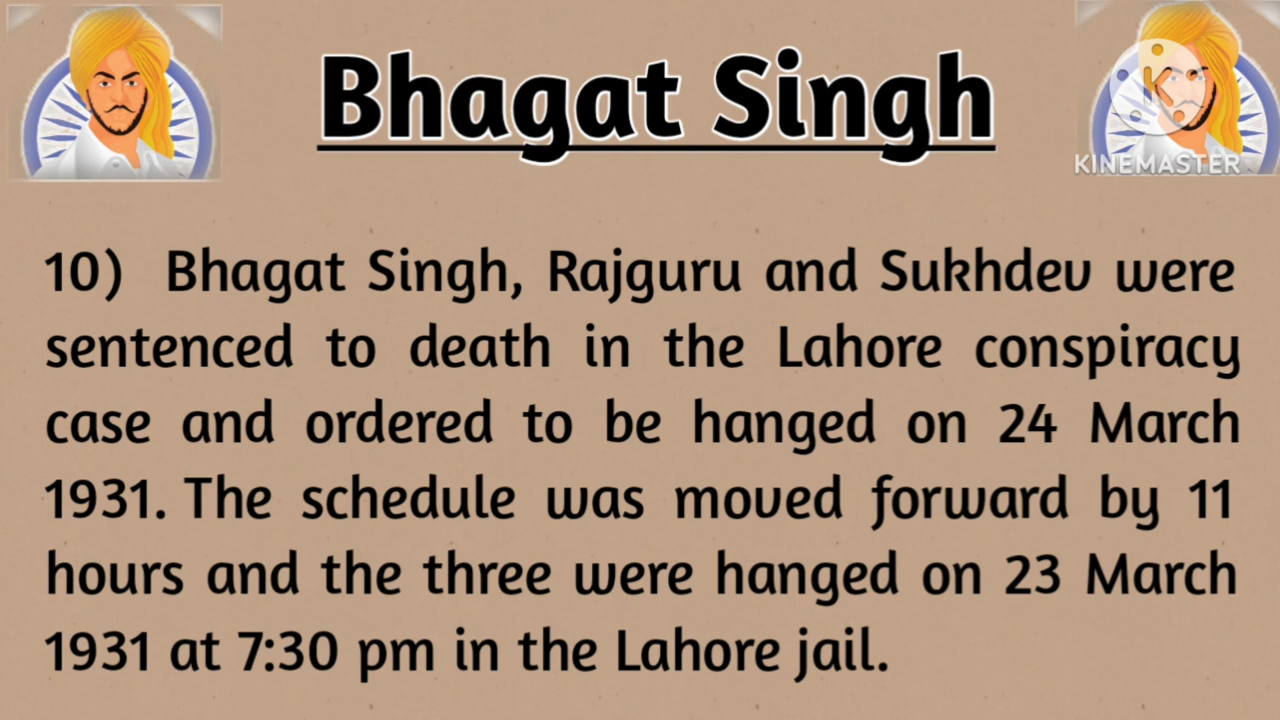 Bhagat Singh
KINEMASTER
10) Bhagat Singh, Rajguru and Sukhdev were
sentenced to death in the Lahore conspiracy
case and ordered to be hanged on 24 March
1931. The schedule was moved forward by 11
hours and the three were hanged on 23 March
1931 at 7:30 pm in the Lahore jail.